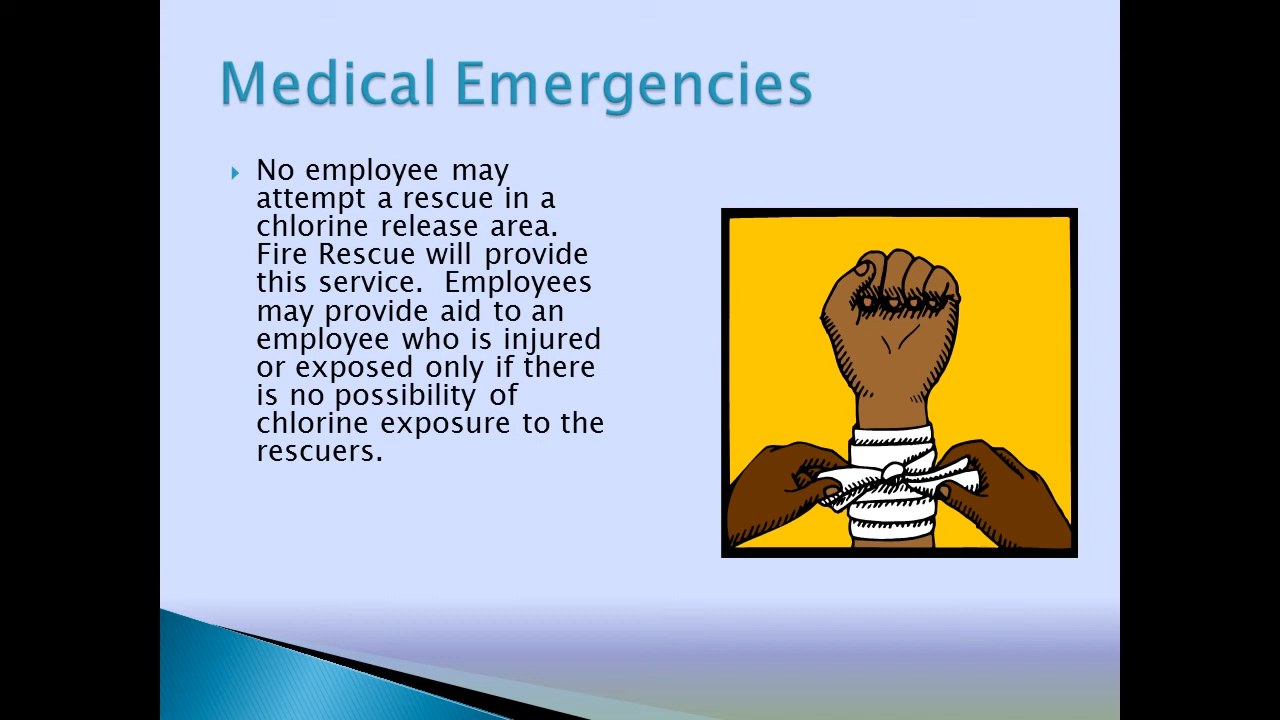 Medical Emergencies
No employee may
attempt a rescue in a
chlorine release area.
Fire Rescue will provide
this service.  Employees
may provide aid to an
employee who is injured
or exposed only if there
is no possibility of
chlorine exposure to the
rescuers.